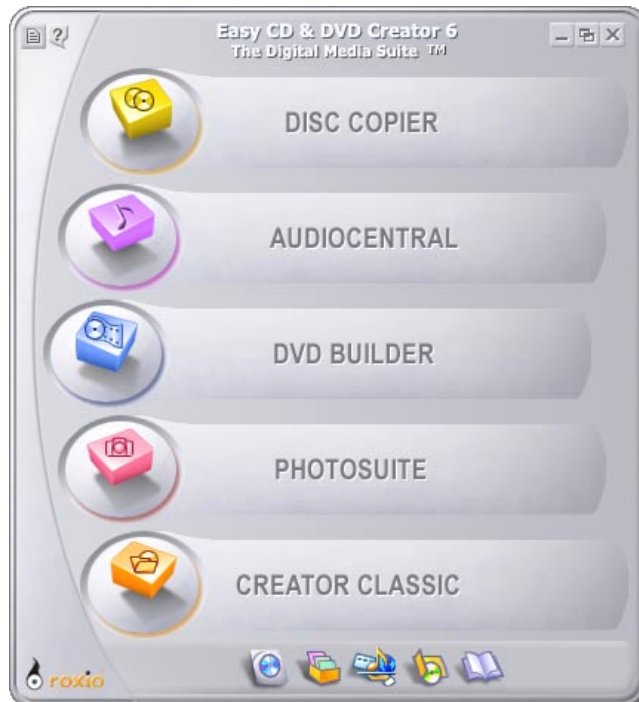 Easy CD & DVD Creator 6
The Digital Media Suite TM
DISC COPIER
AUDIOCENTRAL
DVD BUILDER
PHOTOSUITE
CREATOR CLASSIC
roxio